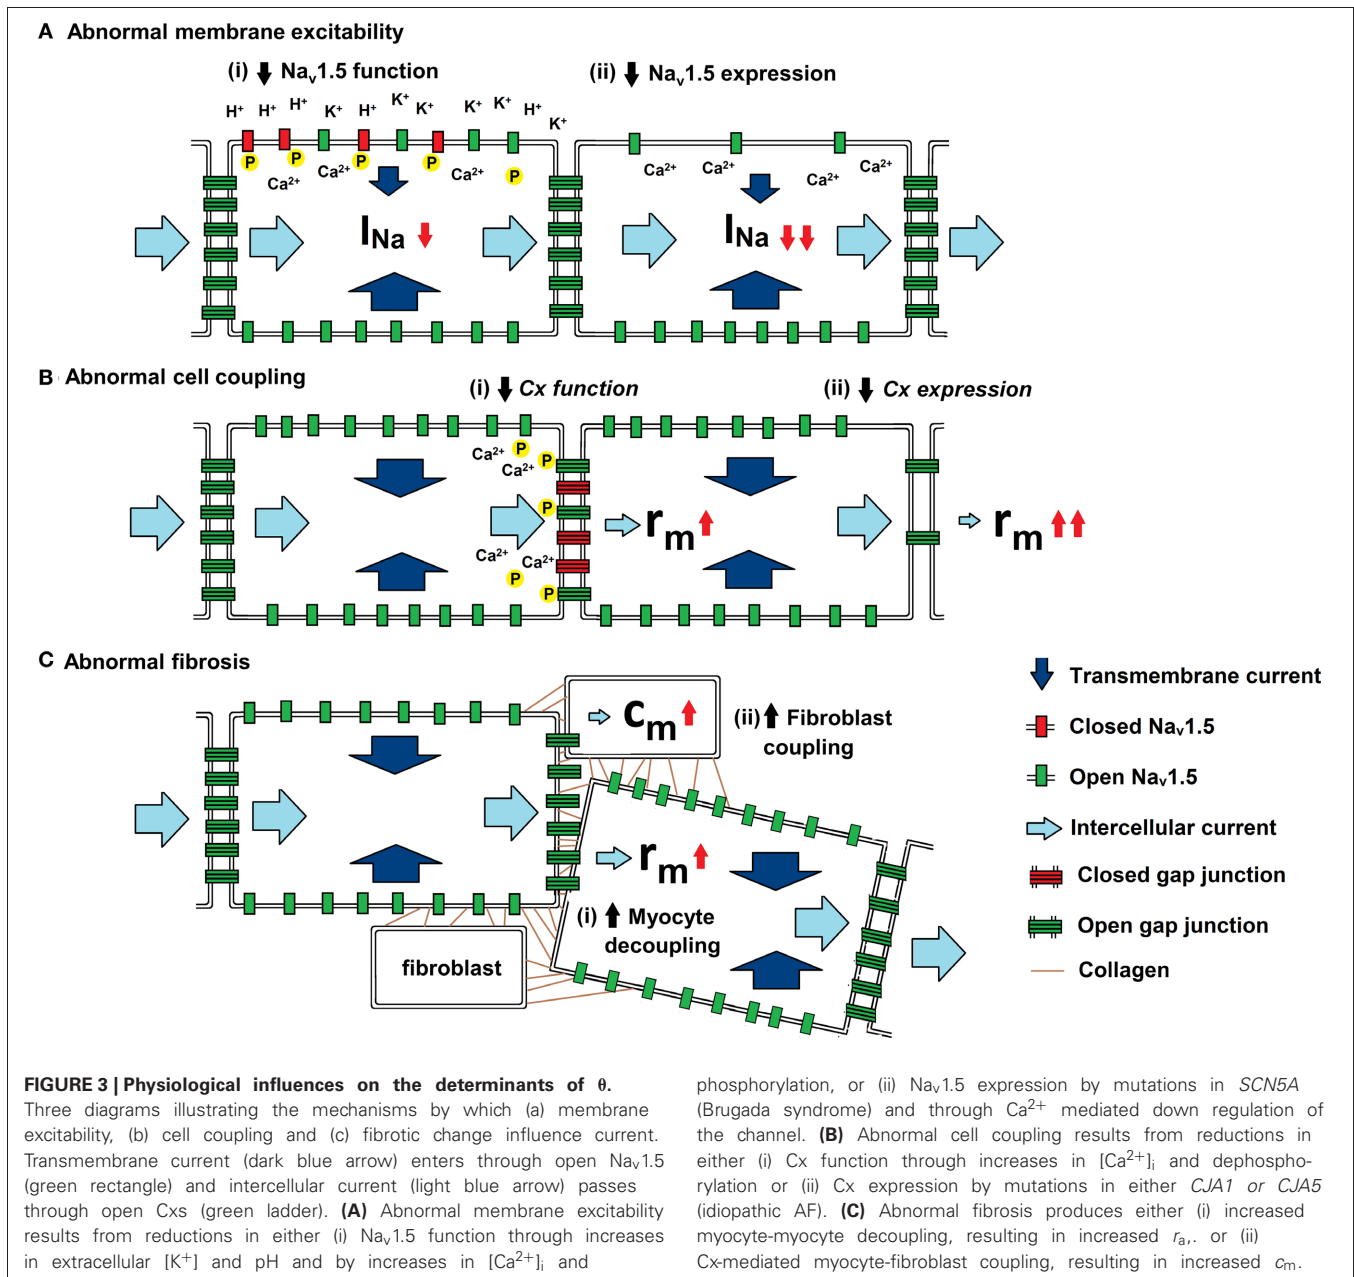 A Abnormal membrane excitability
(i) ↓ Naᵥ1.5 function
(ii) ↓ Naᵥ1.5 expression
H⁺ H⁺ H⁺ K⁺ H⁺ K⁺ K⁺ K⁺ K⁺ H⁺ K⁺
P P P P P
Ca²⁺ Ca²⁺ Ca²⁺
Ca²⁺ Ca²⁺ Ca²⁺ Ca²⁺
I Na ↓
I Na ↓↓
B Abnormal cell coupling
(i) ↓ Cx function
(ii) ↓ Cx expression
Ca²⁺ P
Ca²⁺ P
P
rₘ ↑
rₘ ↑↑
Ca²⁺ Ca²⁺
P P
C Abnormal fibrosis
cₘ ↑
(ii) ↑ Fibroblast
coupling
rₘ ↑
(i) ↑ Myocyte
decoupling
fibroblast
Transmembrane current
Closed Naᵥ1.5
Open Naᵥ1.5
Intercellular current
Closed gap junction
Open gap junction
Collagen
FIGURE 3 | Physiological influences on the determinants of θ.
Three diagrams illustrating the mechanisms by which (a) membrane
excitability, (b) cell coupling and (c) fibrotic change influence current.
Transmembrane current (dark blue arrow) enters through open Naᵥ1.5
(green rectangle) and intercellular current (light blue arrow) passes
through open Cxs (green ladder). (A) Abnormal membrane excitability
results from reductions in either (i) Naᵥ1.5 function through increases
in extracellular [K⁺] and pH and by increases in [Ca²⁺]ᵢ and
phosphorylation, or (ii) Naᵥ1.5 expression by mutations in SCN5A
(Brugada syndrome) and through Ca²⁺ mediated down regulation of
the channel. (B) Abnormal cell coupling results from reductions in
either (i) Cx function through increases in [Ca²⁺]ᵢ and dephospho-
rylation or (ii) Cx expression by mutations in either CJA1 or CJA5
(idiopathic AF). (C) Abnormal fibrosis produces either (i) increased
myocyte-myocyte decoupling, resulting in increased rₐ,. or (ii)
Cx-mediated myocyte-fibroblast coupling, resulting in increased cₘ.